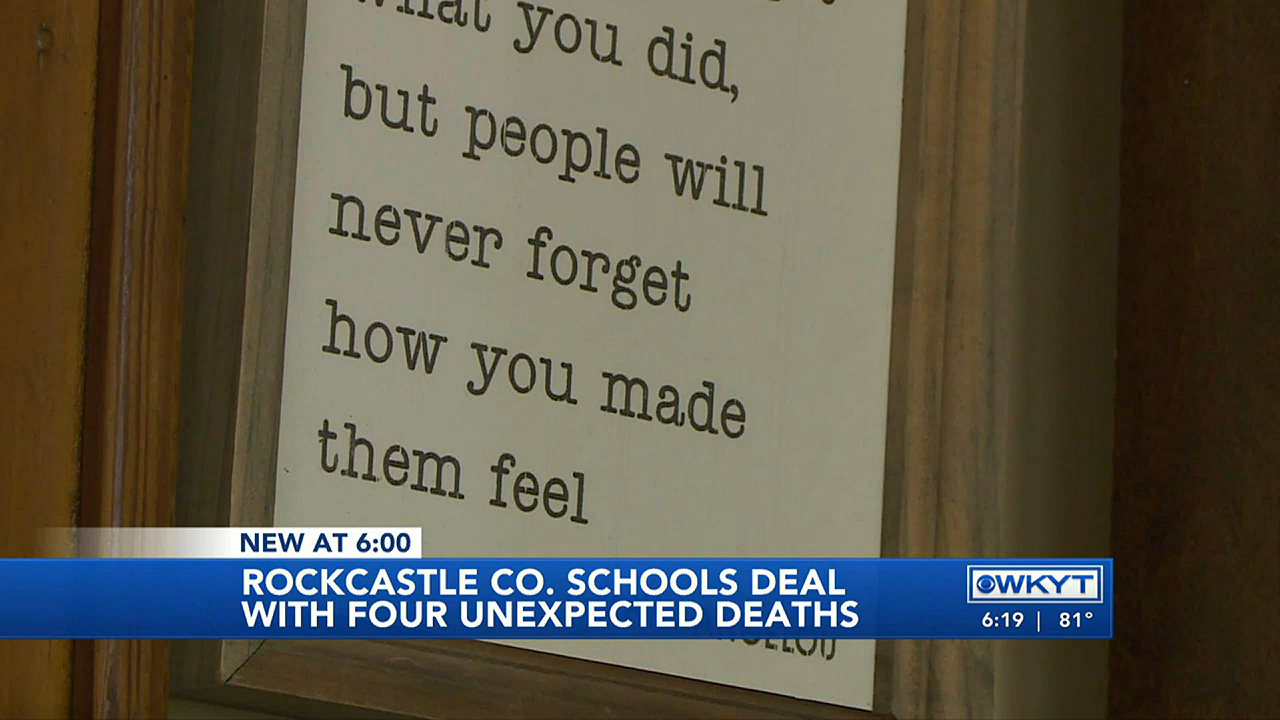 what you did,
but people will
never forget
how you made
them feel
NEW AT 6:00
ROCKCASTLE CO. SCHOOLS DEAL
WITH FOUR UNEXPECTED DEATHS
WKYT
6:19 | 81°